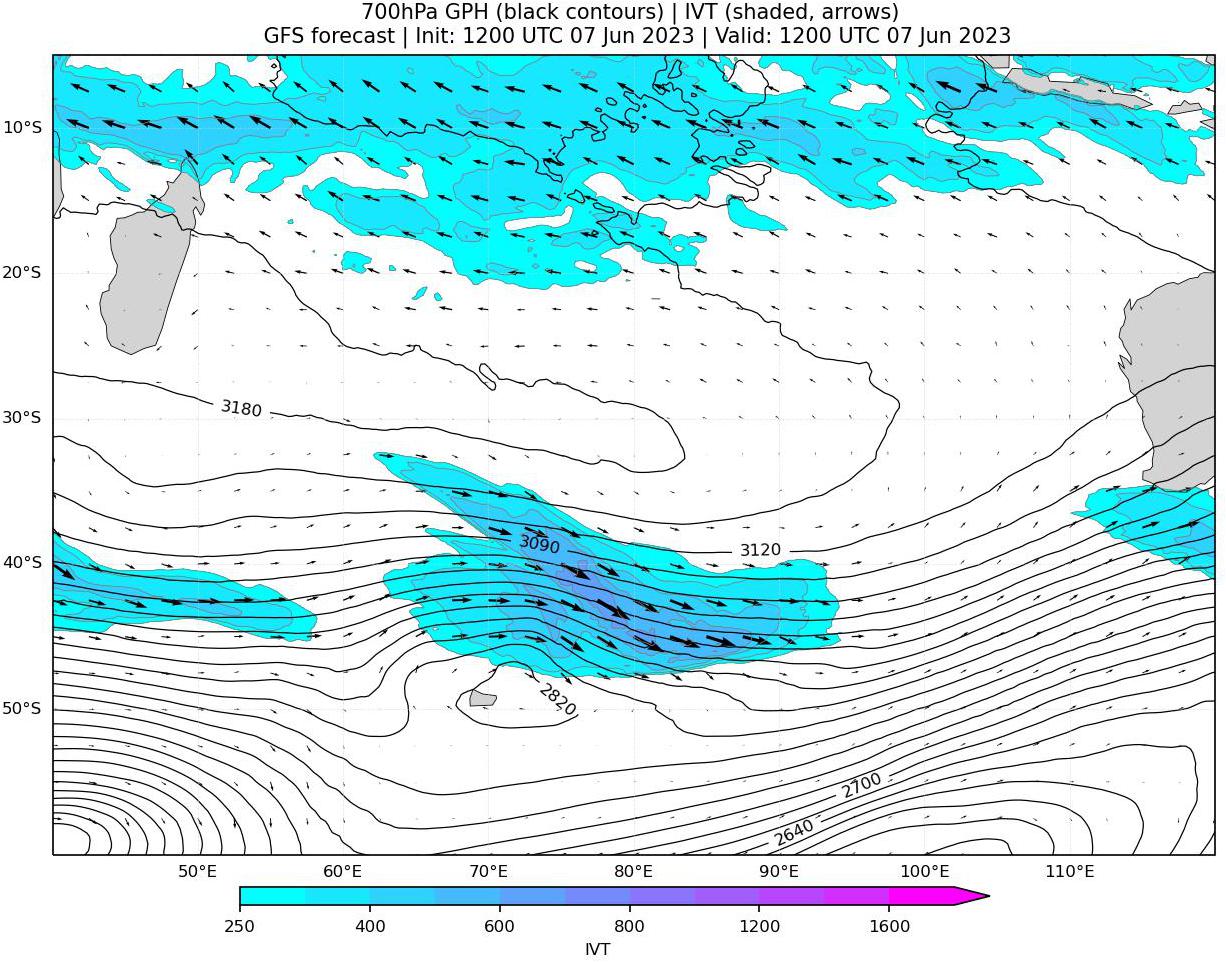 700hPa GPH (black contours) | IVT (shaded, arrows)
GFS forecast | Init: 1200 UTC 07 Jun 2023 | Valid: 1200 UTC 07 Jun 2023
10°S
20°S
30°S
40°S
50°S
3180
3090
3120
2820
2700
2640
50°E 60°E 70°E 80°E 90°E 100°E 110°E
250 400 600 800 1200 1600
IVT